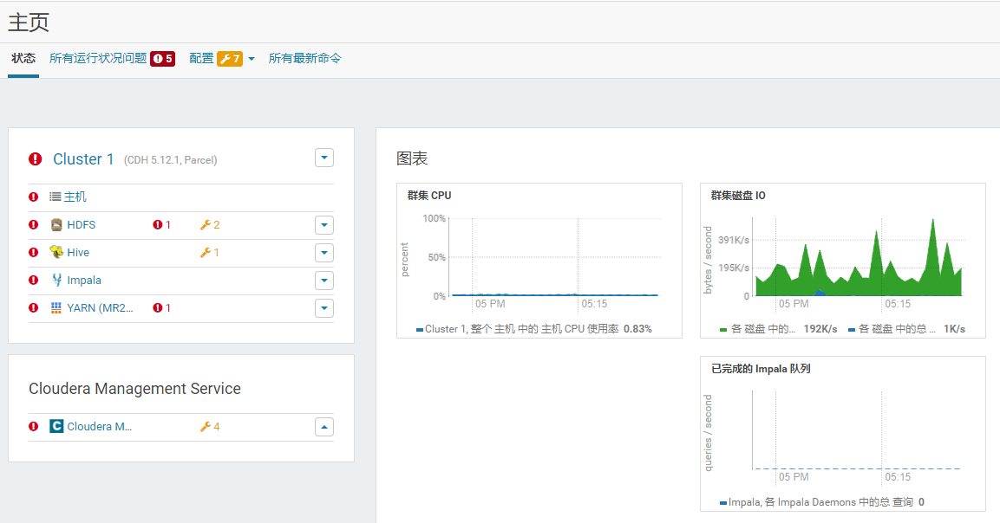 主页
状态 所有运行状况问题 5 配置 7 所有最新命令
Cluster 1 (CDH 5.12.1, Parcel)
主机
HDFS 1 2
Hive 1
Impala
YARN (MR2... 1
Cloudera Management Service
C Cloudera M... 4
图表
群集 CPU
percent
100%
50%
0%
05 PM 05:15
Cluster 1, 整个 主机 中的 主机 CPU 使用率 0.83%
群集磁盘 IO
bytes / second
391K/s
195K/s
0
05 PM 05:15
各 磁盘 中的... 192K/s 各 磁盘 中的总 ... 1K/s
已完成的 Impala 队列
queries / second
05 PM 05:15
Impala, 各 Impala Daemons 中的总 查询 0